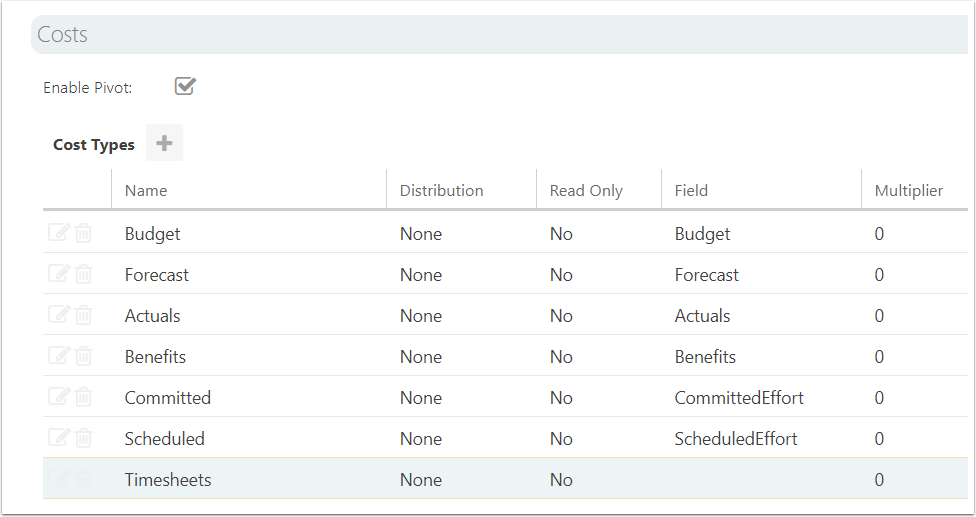 Costs
Enable Pivot:
Cost Types
Name Distribution Read Only Field Multiplier
Budget None No Budget 0
Forecast None No Forecast 0
Actuals None No Actuals 0
Benefits None No Benefits 0
Committed None No CommittedEffort 0
Scheduled None No ScheduledEffort 0
Timesheets None No 0